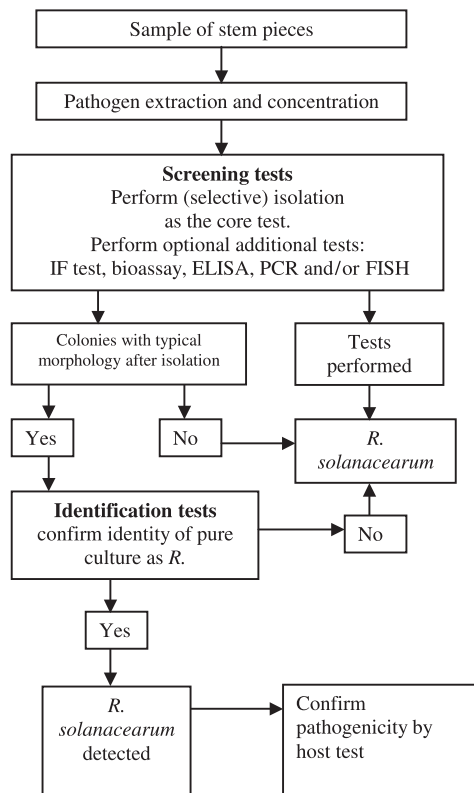 Sample of stem pieces
Pathogen extraction and concentration
Screening tests
Perform (selective) isolation
as the core test.
Perform optional additional tests:
IF test, bioassay, ELISA, PCR and/or FISH
Colonies with typical
morphology after isolation
Tests
performed
Yes
No
R.
solanacearum
Identification tests
confirm identity of pure
culture as R.
No
Yes
R.
solanacearum
detected
Confirm
pathogenicity by
host test